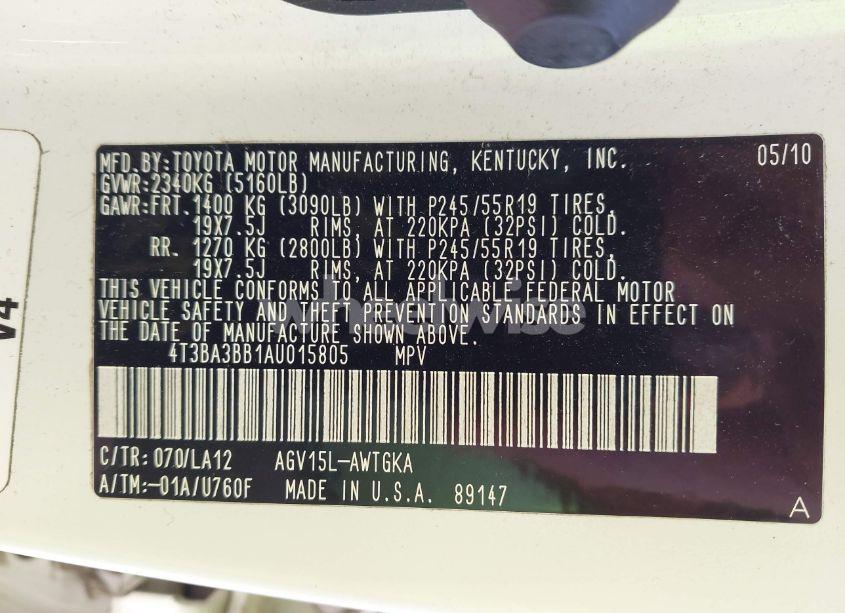 MFD. BY: TOYOTA MOTOR MANUFACTURING, KENTUCKY, INC. 05/10
GVWR: 2340KG (5160LB)
GAWR: FRT. 1400 KG (3090LB) WITH P245/55R19 TIRES,
19X7.5J RIMS, AT 220KPA (32PSI) COLD.
RR. 1270 KG (2800LB) WITH P245/55R19 TIRES,
19X7.5J RIMS, AT 220KPA (32PSI) COLD.
THIS VEHICLE CONFORMS TO ALL APPLICABLE FEDERAL MOTOR
VEHICLE SAFETY AND THEFT PREVENTION STANDARDS IN EFFECT ON
THE DATE OF MANUFACTURE SHOWN ABOVE.
4T3BA3BB1AU015805 MPV
C/TR: 070/LA12 AGV15L-AWTGKA
A/TM:-01A/U760F MADE IN U.S.A. 89147
A
V4
wheelwise